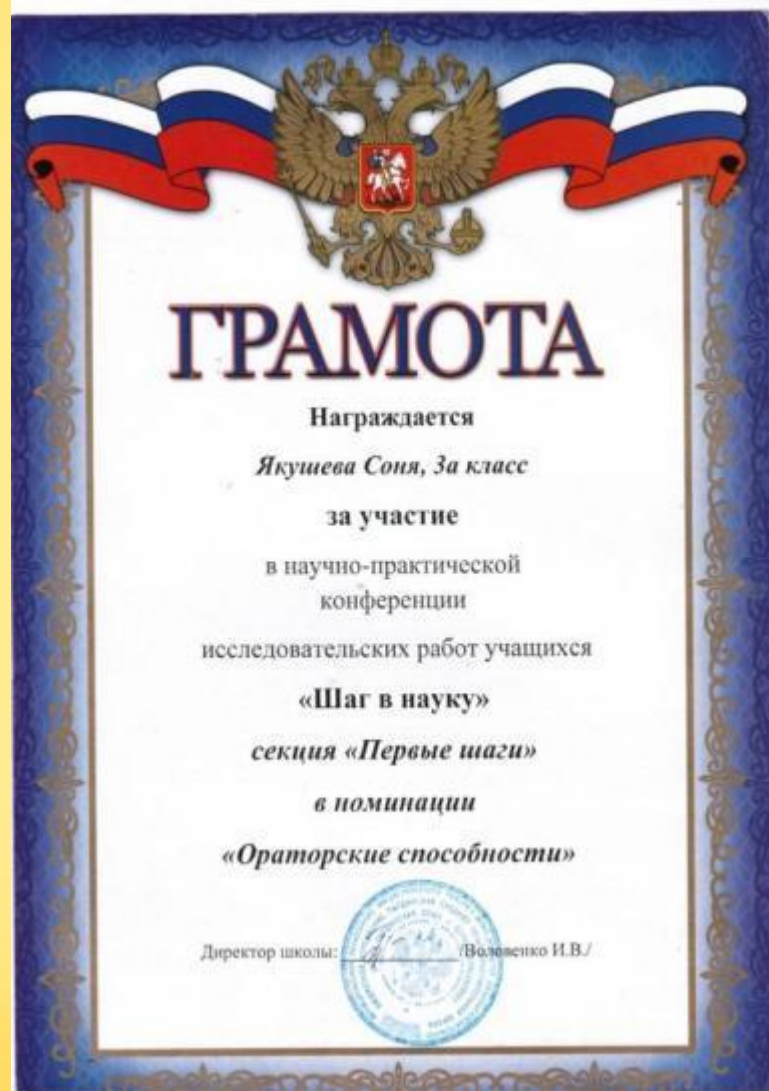 ГРАМОТА
Награждается
Якушева Соня, 3а класс
за участие
в научно-практической
конференции
исследовательских работ учащихся
«Шаг в науку»
секция «Первые шаги»
в номинации
«Ораторские способности»
Директор школы: /Воловенко И.В./